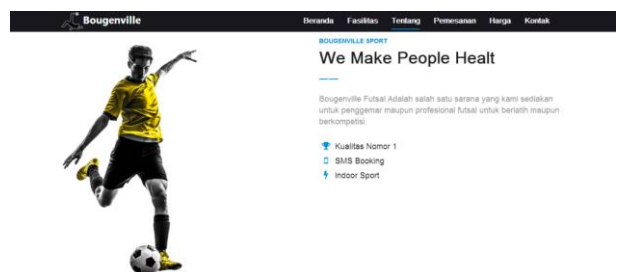 Bougenville
Beranda Fasilitas Tentang Pemesanan Harga Kontak
BOUGENVILLE SPORT
We Make People Healt
Bougenville Futsal Adalah salah satu sarana yang kami sediakan
untuk penggemar maupun profesional futsal untuk berlatih maupun
berkompetisi.
Kualitas Nomor 1
SMS Booking
Indoor Sport